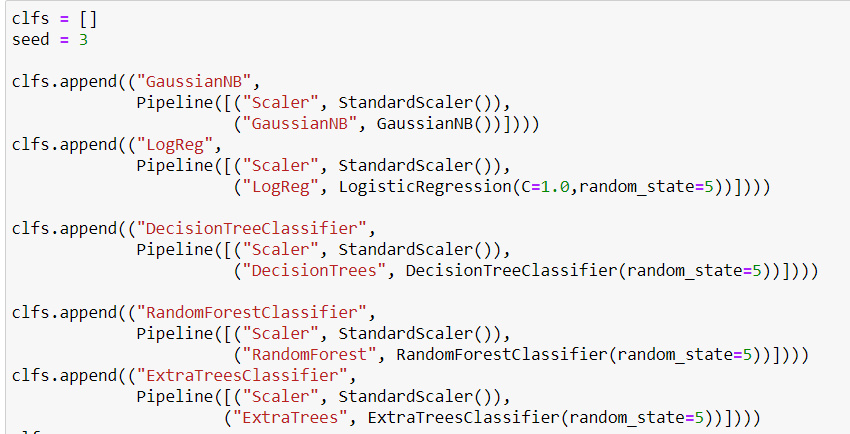 clfs = []
seed = 3
clfs.append(("GaussianNB",
Pipeline([("Scaler", StandardScaler()),
("GaussianNB", GaussianNB())])))
clfs.append(("LogReg",
Pipeline([("Scaler", StandardScaler()),
("LogReg", LogisticRegression(C=1.0,random_state=5))])))
clfs.append(("DecisionTreeClassifier",
Pipeline([("Scaler", StandardScaler()),
("DecisionTrees", DecisionTreeClassifier(random_state=5))])))
clfs.append(("RandomForestClassifier",
Pipeline([("Scaler", StandardScaler()),
("RandomForest", RandomForestClassifier(random_state=5))])))
clfs.append(("ExtraTreesClassifier",
Pipeline([("Scaler", StandardScaler()),
("ExtraTrees", ExtraTreesClassifier(random_state=5))])))